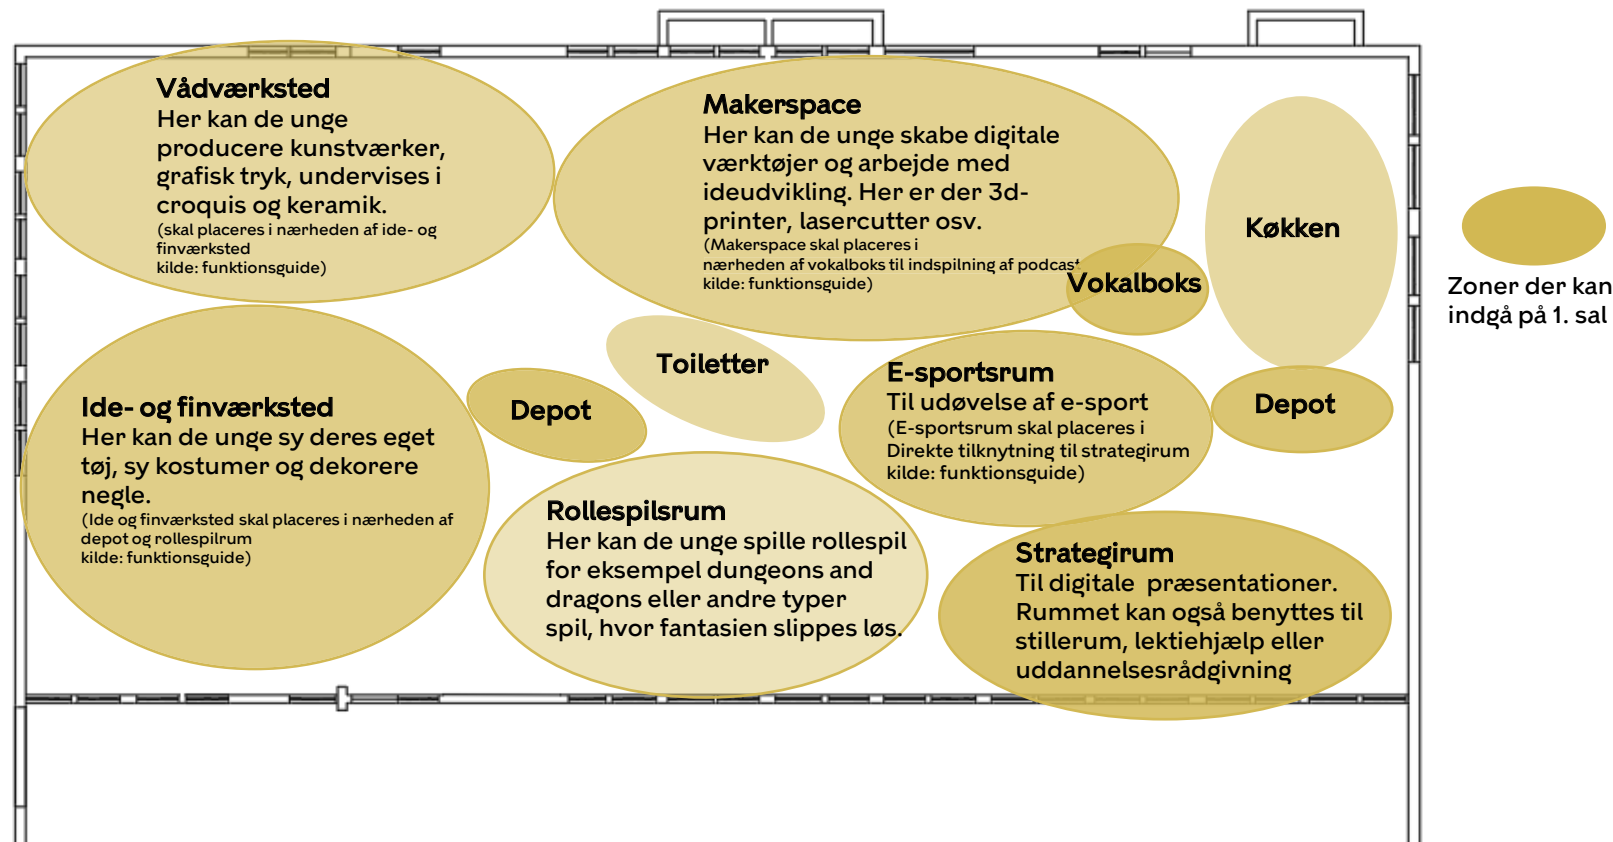 Vådværksted
Her kan de unge
producere kunstværker,
grafisk tryk, undervises i
croquis og keramik.
(skal placeres i nærheden af ide- og
finværksted
kilde: funktionsguide)
Makerspace
Her kan de unge skabe digitale
værktøjer og arbejde med
ideudvikling. Her er der 3d-
printer, lasercutter osv.
(Makerspace skal placeres i
nærheden af vokalboks til indspilning af podcast
kilde: funktionsguide)
Vokalboks
Køkken
Zoner der kan
indgå på 1. sal
Ide- og finværksted
Her kan de unge sy deres eget
tøj, sy kostumer og dekorere
negle.
(Ide og finværksted skal placeres i nærheden af
depot og rollespilrum
kilde: funktionsguide)
Depot
Toiletter
E-sportsrum
Til udøvelse af e-sport
(E-sportsrum skal placeres i
Direkte tilknytning til strategirum
kilde: funktionsguide)
Depot
Rollespilsrum
Her kan de unge spille rollespil
for eksempel dungeons and
dragons eller andre typer
spil, hvor fantasien slippes løs.
Strategirum
Til digitale  præsentationer.
Rummet kan også benyttes til
stillerum, lektiehjælp eller
uddannelsesrådgivning